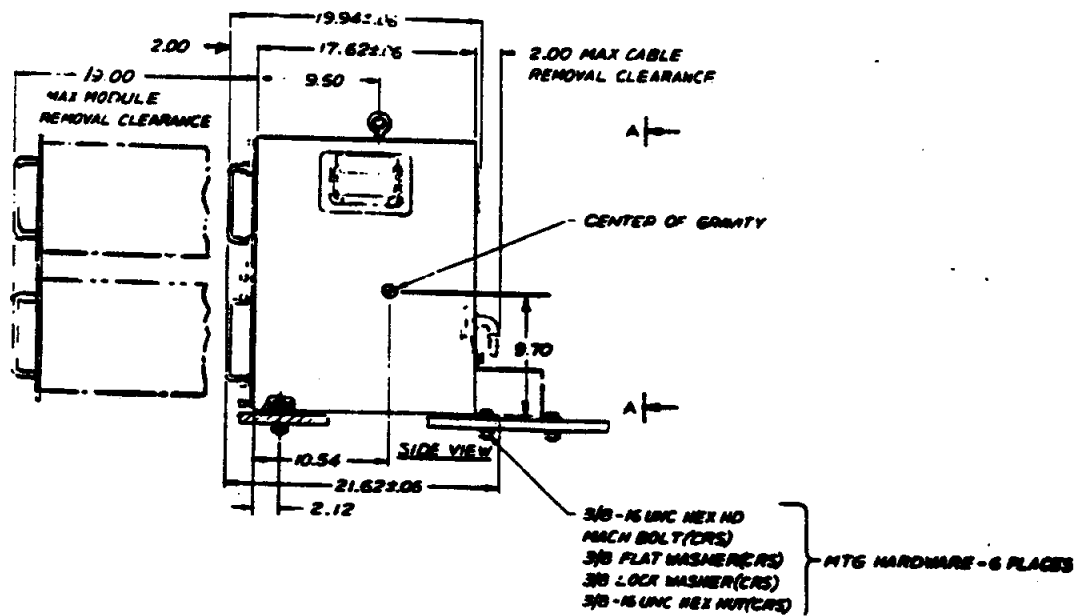 19.94±.06
2.00
17.62±.06
2.00 MAX CABLE
REMOVAL CLEARANCE
19.00
9.50
MAX MODULE
REMOVAL CLEARANCE
A
CENTER OF GRAVITY
9.70
A
SIDE VIEW
10.54
21.62±.06
2.12
3/8-16 UNC HEX HD
MACH BOLT(CRS)
3/8 FLAT WASHER(CRS)
3/8 LOCK WASHER(CRS)
3/8-16 UNC HEX NUT(CRS)
MTG HARDWARE-6 PLACES